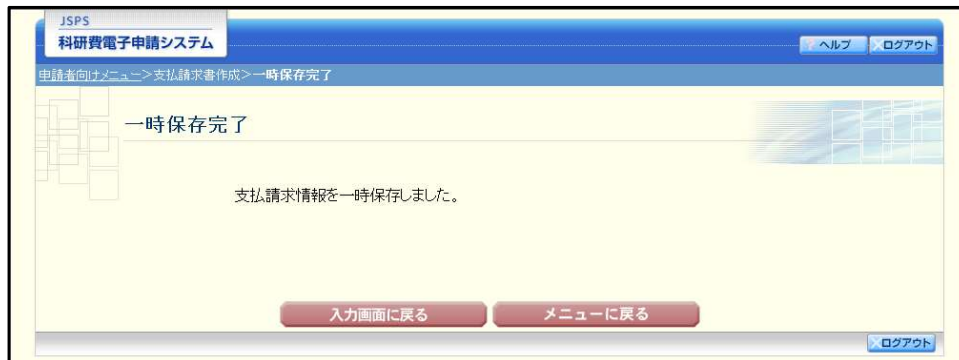 JSPS
科研費電子申請システム
? ヘルプ
×ログアウト
申請者向けメニュー>支払請求書作成>一時保存完了
一時保存完了
支払請求情報を一時保存しました。
入力画面に戻る
メニューに戻る
×ログアウト